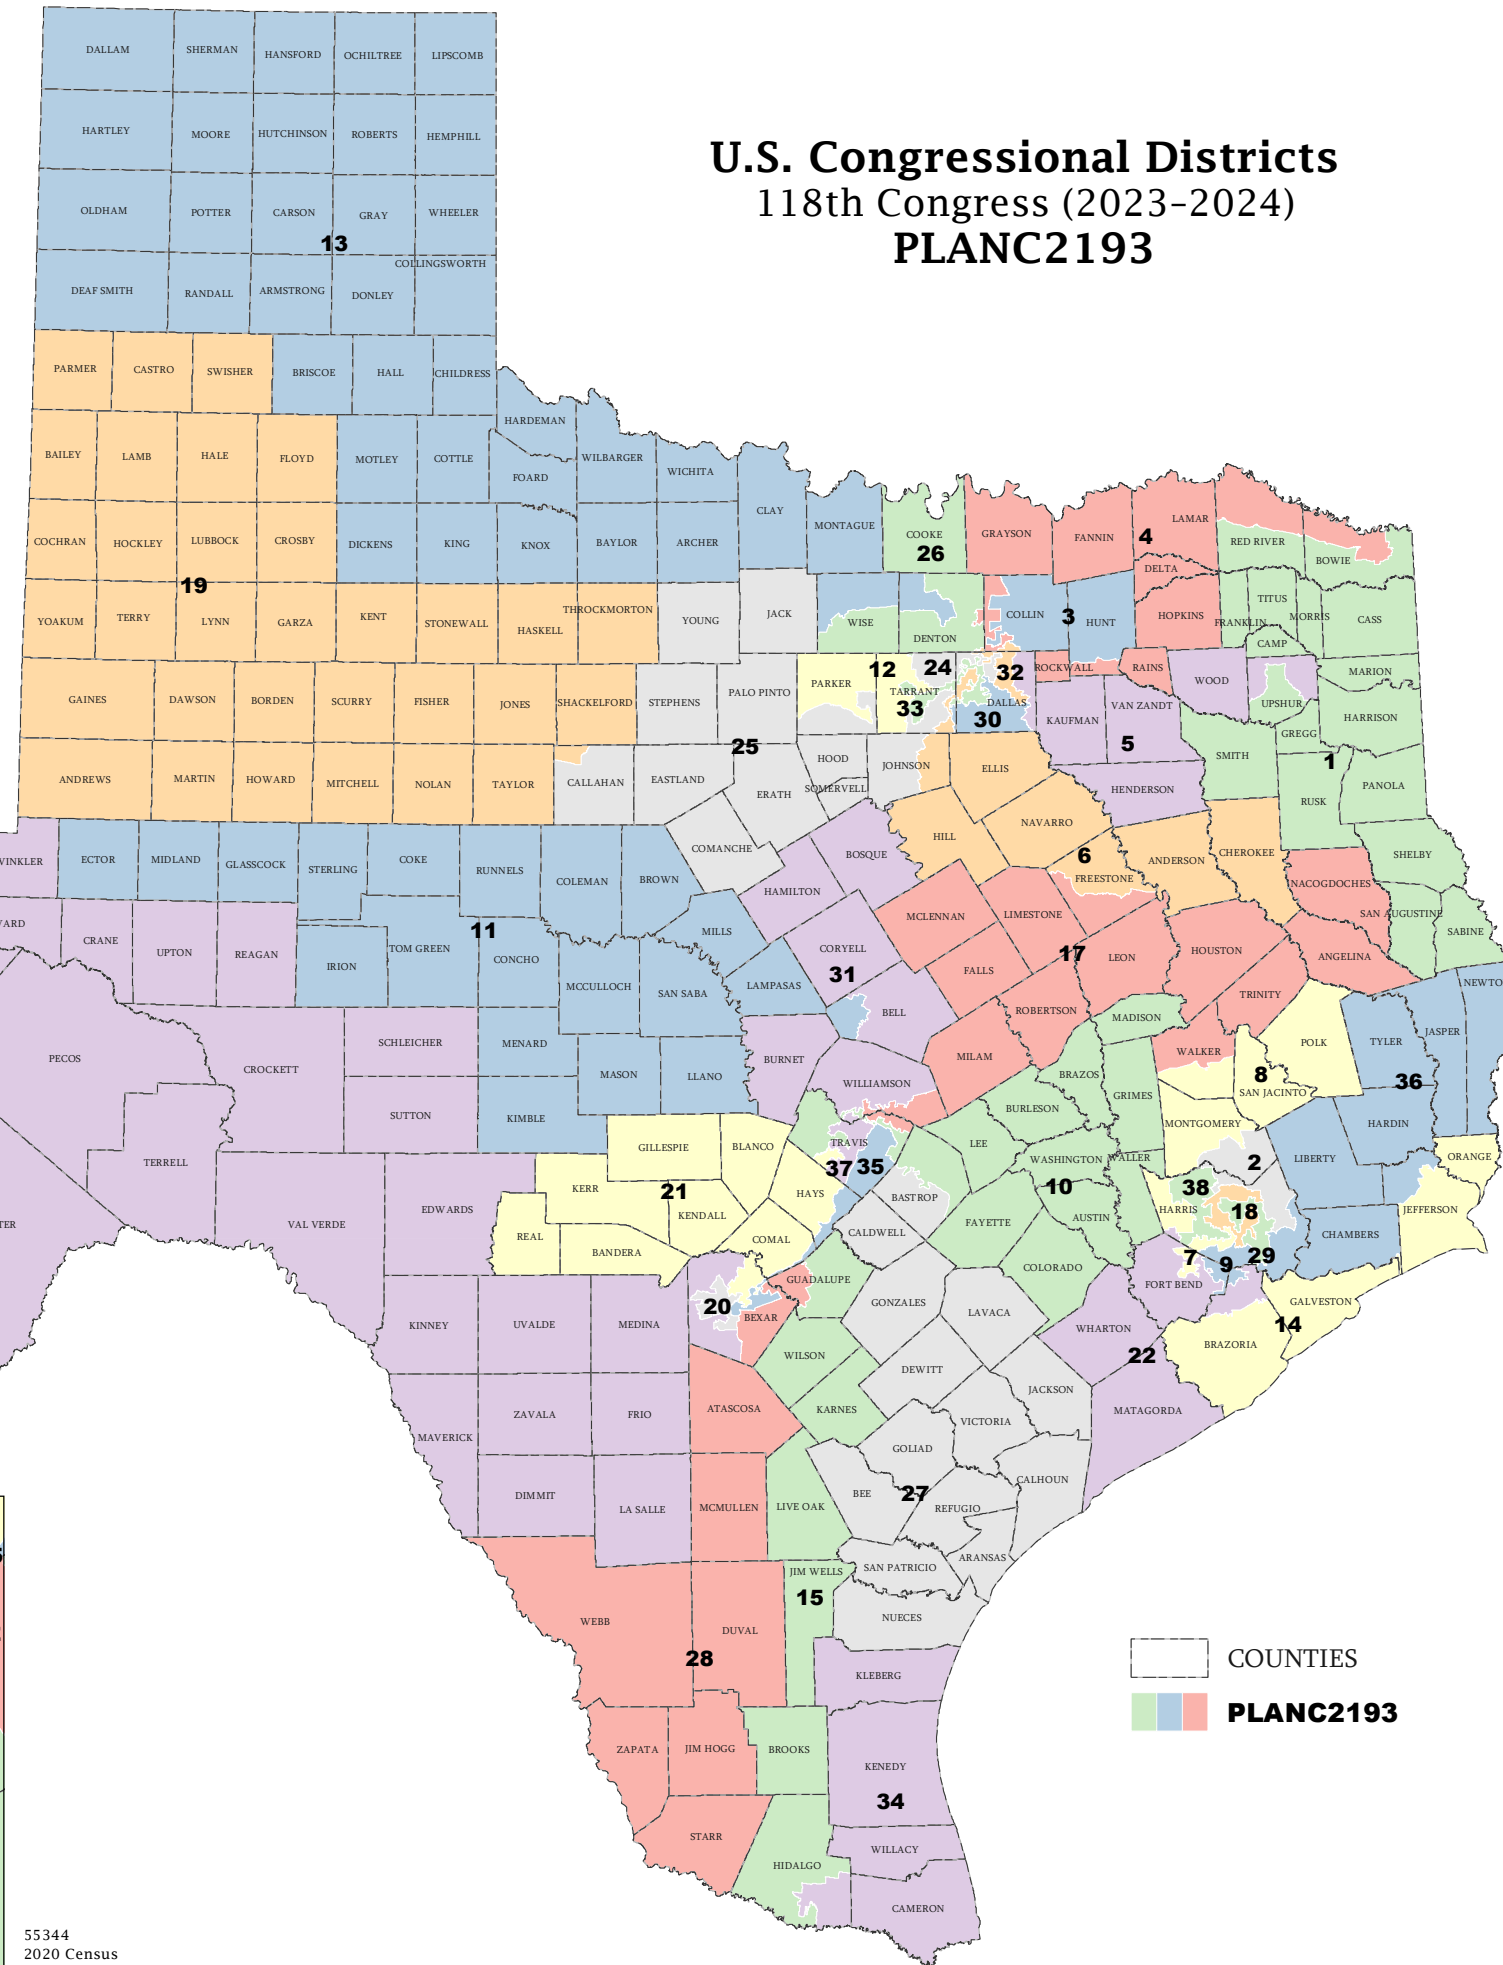 U.S. Congressional Districts
118th Congress (2023–2024)
PLANC2193
DALLAM SHERMAN HANSFORD OCHILTREE LIPSCOMB
HARTLEY MOORE HUTCHINSON ROBERTS HEMPHILL
OLDHAM POTTER CARSON GRAY WHEELER
13
COLLINGSWORTH
DEAF SMITH RANDALL ARMSTRONG DONLEY
PARMER CASTRO SWISHER BRISCOE HALL CHILDRESS
HARDEMAN
BAILEY LAMB HALE FLOYD MOTLEY COTTLE FOARD WILBARGER WICHITA
CLAY MONTAGUE COOKE GRAYSON FANNIN LAMAR
26 4
RED RIVER BOWIE
COCHRAN HOCKLEY LUBBOCK CROSBY DICKENS KING KNOX BAYLOR ARCHER
DELTA
19
YOAKUM TERRY LYNN GARZA KENT STONEWALL HASKELL THROCKMORTON YOUNG JACK WISE DENTON COLLIN 3 HUNT HOPKINS FRANKLIN TITUS MORRIS CASS
CAMP
GAINES DAWSON BORDEN SCURRY FISHER JONES SHACKELFORD STEPHENS PALO PINTO PARKER 12 TARRANT 24 33 32 DALLAS 30 ROCKWALL RAINS WOOD UPSHUR MARION
KAUFMAN VAN ZANDT HARRISON
GREGG
25 5 1
ANDREWS MARTIN HOWARD MITCHELL NOLAN TAYLOR CALLAHAN EASTLAND ERATH HOOD SOMERVELL JOHNSON ELLIS HENDERSON SMITH RUSK PANOLA
HILL NAVARRO
6
FREESTONE ANDERSON CHEROKEE SHELBY
VINKLER ECTOR MIDLAND GLASSCOCK STERLING COKE RUNNELS COLEMAN BROWN COMANCHE HAMILTON BOSQUE NACOGDOCHES
SAN AUGUSTINE SABINE
ARD CRANE UPTON REAGAN IRION TOM GREEN 11 CONCHO MILLS CORYELL MCLENNAN LIMESTONE 17 LEON HOUSTON ANGELINA
31 FALLS
MCCULLOCH SAN SABA LAMPASAS BELL ROBERTSON MADISON TRINITY NEWTO
PECOS CROCKETT SCHLEICHER MENARD MASON LLANO BURNET WILLIAMSON MILAM BRAZOS WALKER POLK TYLER JASPER
8 36
SUTTON KIMBLE BURLESON GRIMES SAN JACINTO HARDIN
TERRELL GILLESPIE BLANCO TRAVIS LEE WASHINGTON WALLER MONTGOMERY LIBERTY ORANGE
37 35 2
TER VAL VERDE EDWARDS KERR 21 KENDALL HAYS BASTROP 10 AUSTIN 38 HARRIS 18 JEFFERSON
REAL BANDERA COMAL CALDWELL FAYETTE CHAMBERS
7 9 29
GUADALUPE COLORADO FORT BEND
KINNEY UVALDE MEDINA 20 BEXAR GONZALES LAVACA GALVESTON
14
WILSON DEWITT WHARTON 22 BRAZORIA
MAVERICK ZAVALA FRIO ATASCOSA KARNES VICTORIA JACKSON MATAGORDA
GOLIAD
DIMMIT LA SALLE MCMULLEN LIVE OAK BEE 27 REFUGIO CALHOUN
JIM WELLS SAN PATRICIO ARANSAS
15
WEBB DUVAL NUECES
28 KLEBERG
COUNTIES
PLANC2193
ZAPATA JIM HOGG BROOKS KENEDY
34
STARR HIDALGO WILLACY
CAMERON
55344
2020 Census